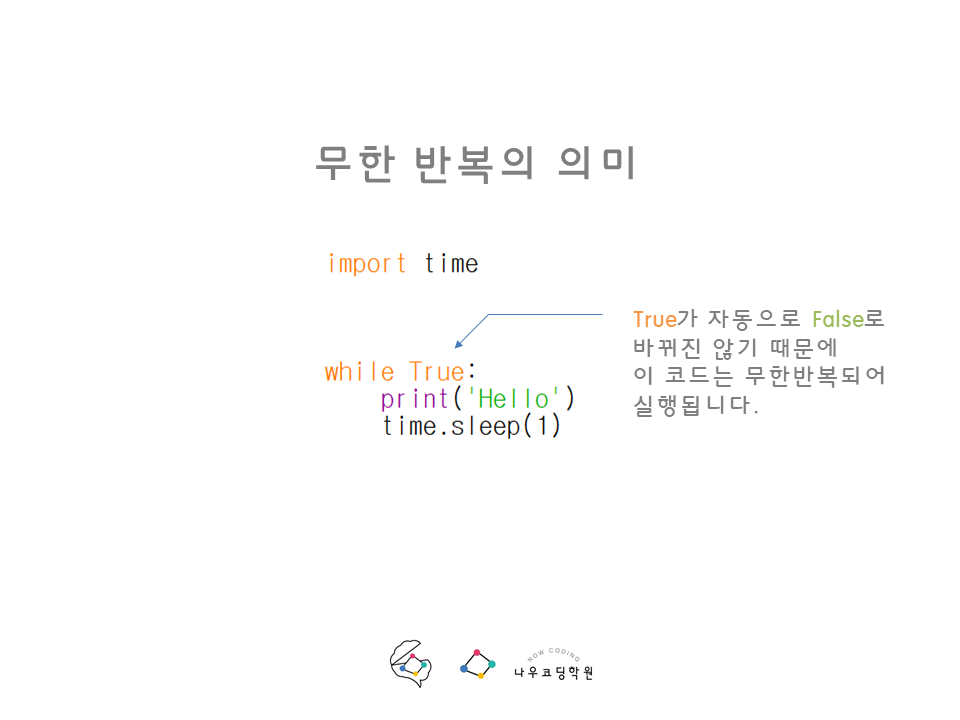 무한 반복의 의미
import time
while True:
print('Hello')
time.sleep(1)
True가 자동으로 False로
바뀌진 않기 때문에
이 코드는 무한반복되어
실행됩니다.
NOW CODING
나우코딩학원